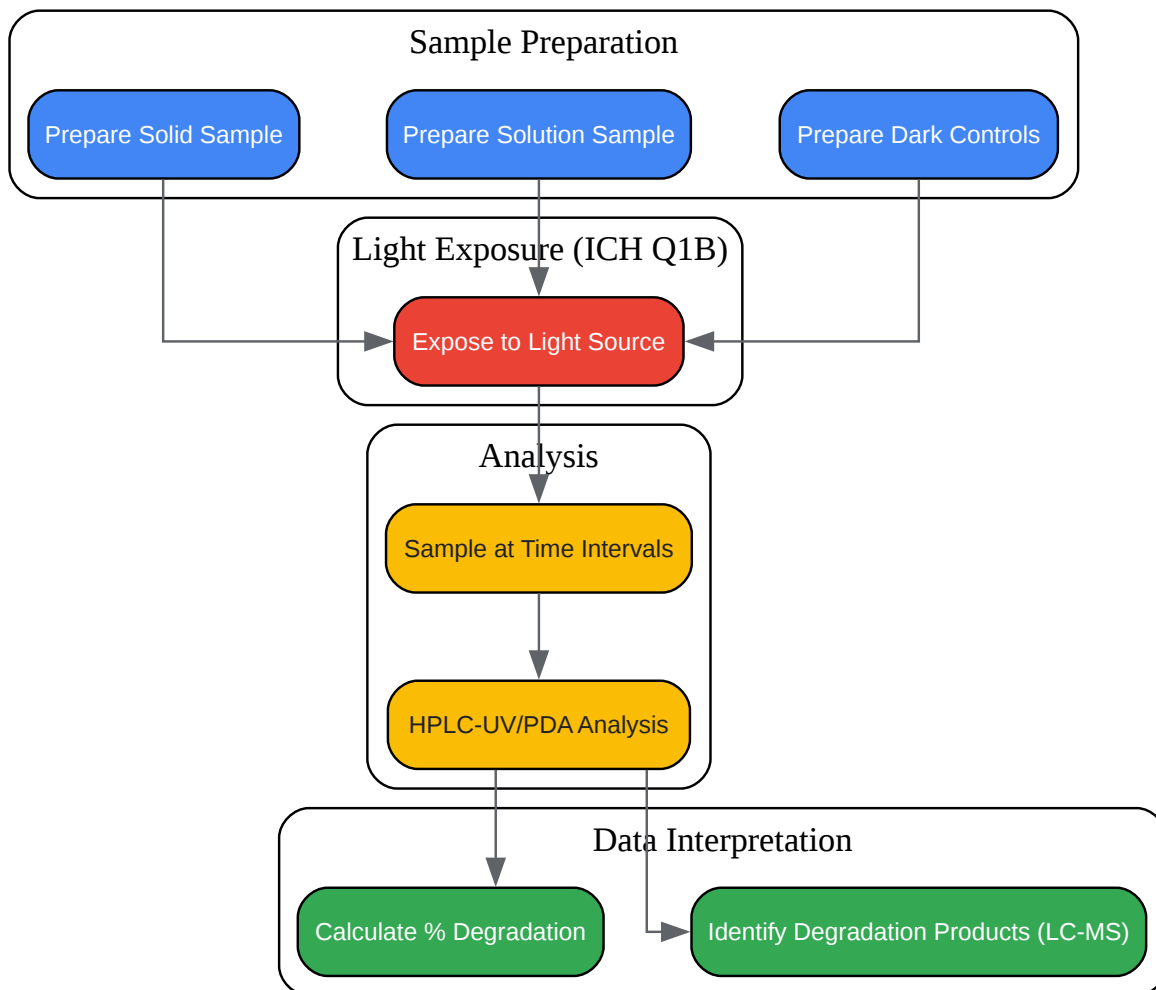 Sample Preparation
Prepare Solid Sample
Prepare Solution Sample
Prepare Dark Controls
Light Exposure (ICH Q1B)
Expose to Light Source
Analysis
Sample at Time Intervals
HPLC-UV/PDA Analysis
Data Interpretation
Calculate % Degradation
Identify Degradation Products (LC-MS)